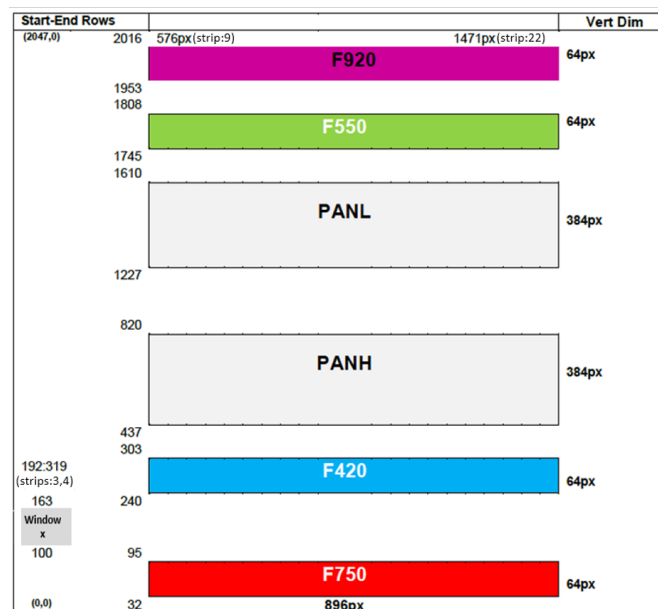 Start-End Rows Vert Dim
(2047,0) 2016 576px(strip:9) 1471px(strip:22)
F920 64px
1953
1808
F550 64px
1745
1610
PANL 384px
1227
820
PANH 384px
437
303
192:319 F420
(strips:3,4) 64px
163 240
Window
x
100 95
F750 64px
(0,0) 32 896px